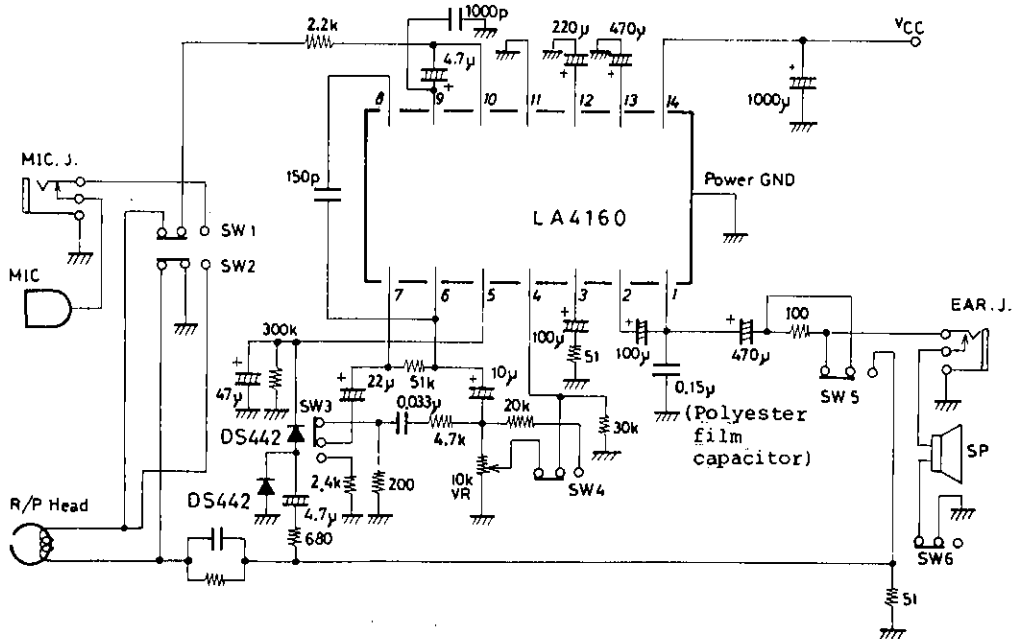 1000p
2.2k
4.7μ
+
220μ
+
470μ
+
VCC
+
1000μ
8 9 10 11 12 13 14
MIC. J.
150p
Power GND
SW1
LA4160
SW2
MIC
7 6 5 4 3 2 1
EAR. J.
300k
+
47μ
+
22μ
51k
+
10μ
+
100μ
51
+
100μ
+
470μ
100
0.15μ
(Polyester
film
capacitor)
SW5
SW3
0.033μ
4.7k
20k
30k
DS442
DS442
2.4k
200
10k
VR
SW4
SP
R/P Head
+
4.7μ
680
SW6
51